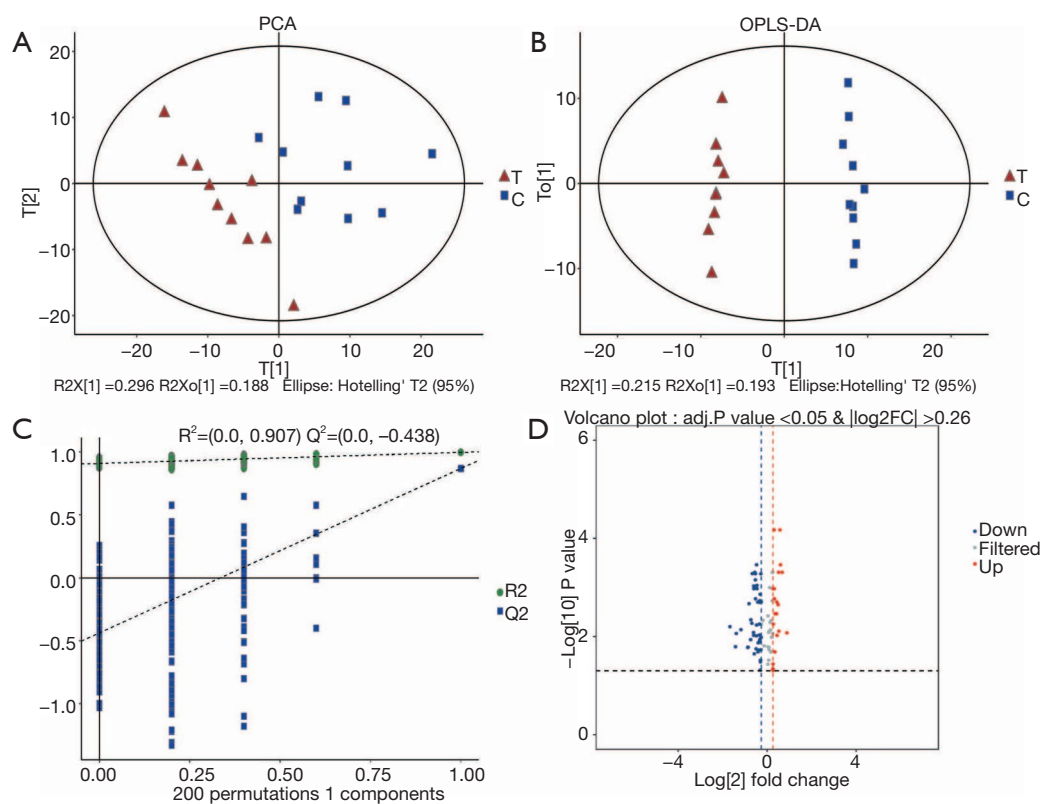 A
PCA
20
10
0
−10
−20
T[2]
−20 −10 0 10 20
T[1]
T
C
R2X[1] =0.296 R2Xo[1] =0.188 Ellipse: Hotelling' T2 (95%)
B
OPLS-DA
10
0
−10
To[1]
−20 −10 0 10 20
T[1]
T
C
R2X[1] =0.215 R2Xo[1] =0.193 Ellipse:Hotelling' T2 (95%)
C
R²=(0.0, 0.907) Q²=(0.0, −0.438)
1.0
0.5
0.0
−0.5
−1.0
0.00 0.25 0.50 0.75 1.00
200 permutations 1 components
R2
Q2
D
Volcano plot : adj.P value <0.05 & |log2FC| >0.26
6
4
2
0
−Log[10] P value
−4 0 4
Log[2] fold change
Down
Filtered
Up